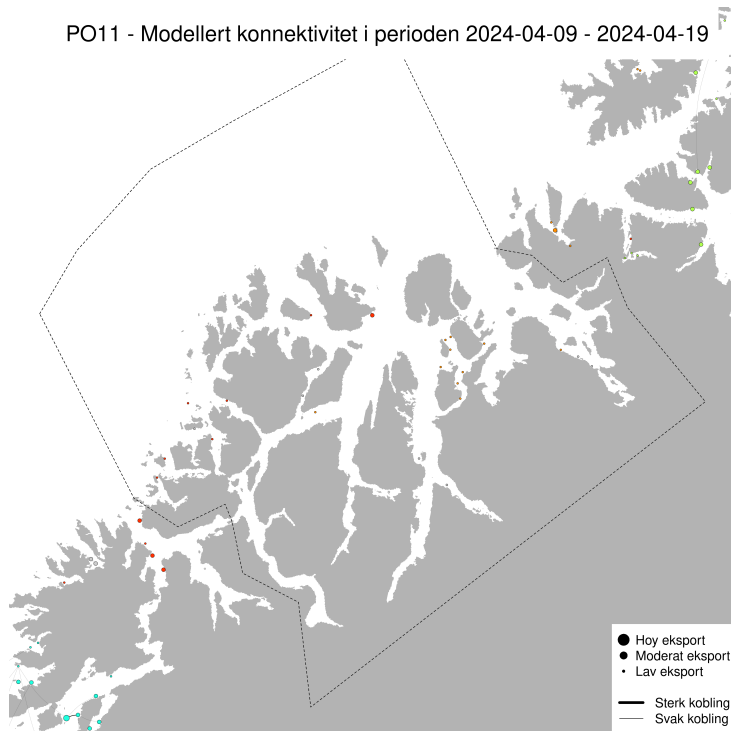 PO11 - Modellert konnektivitet i perioden 2024-04-09 - 2024-04-19
Hoy eksport
Moderat eksport
Lav eksport
Sterk kobling
Svak kobling